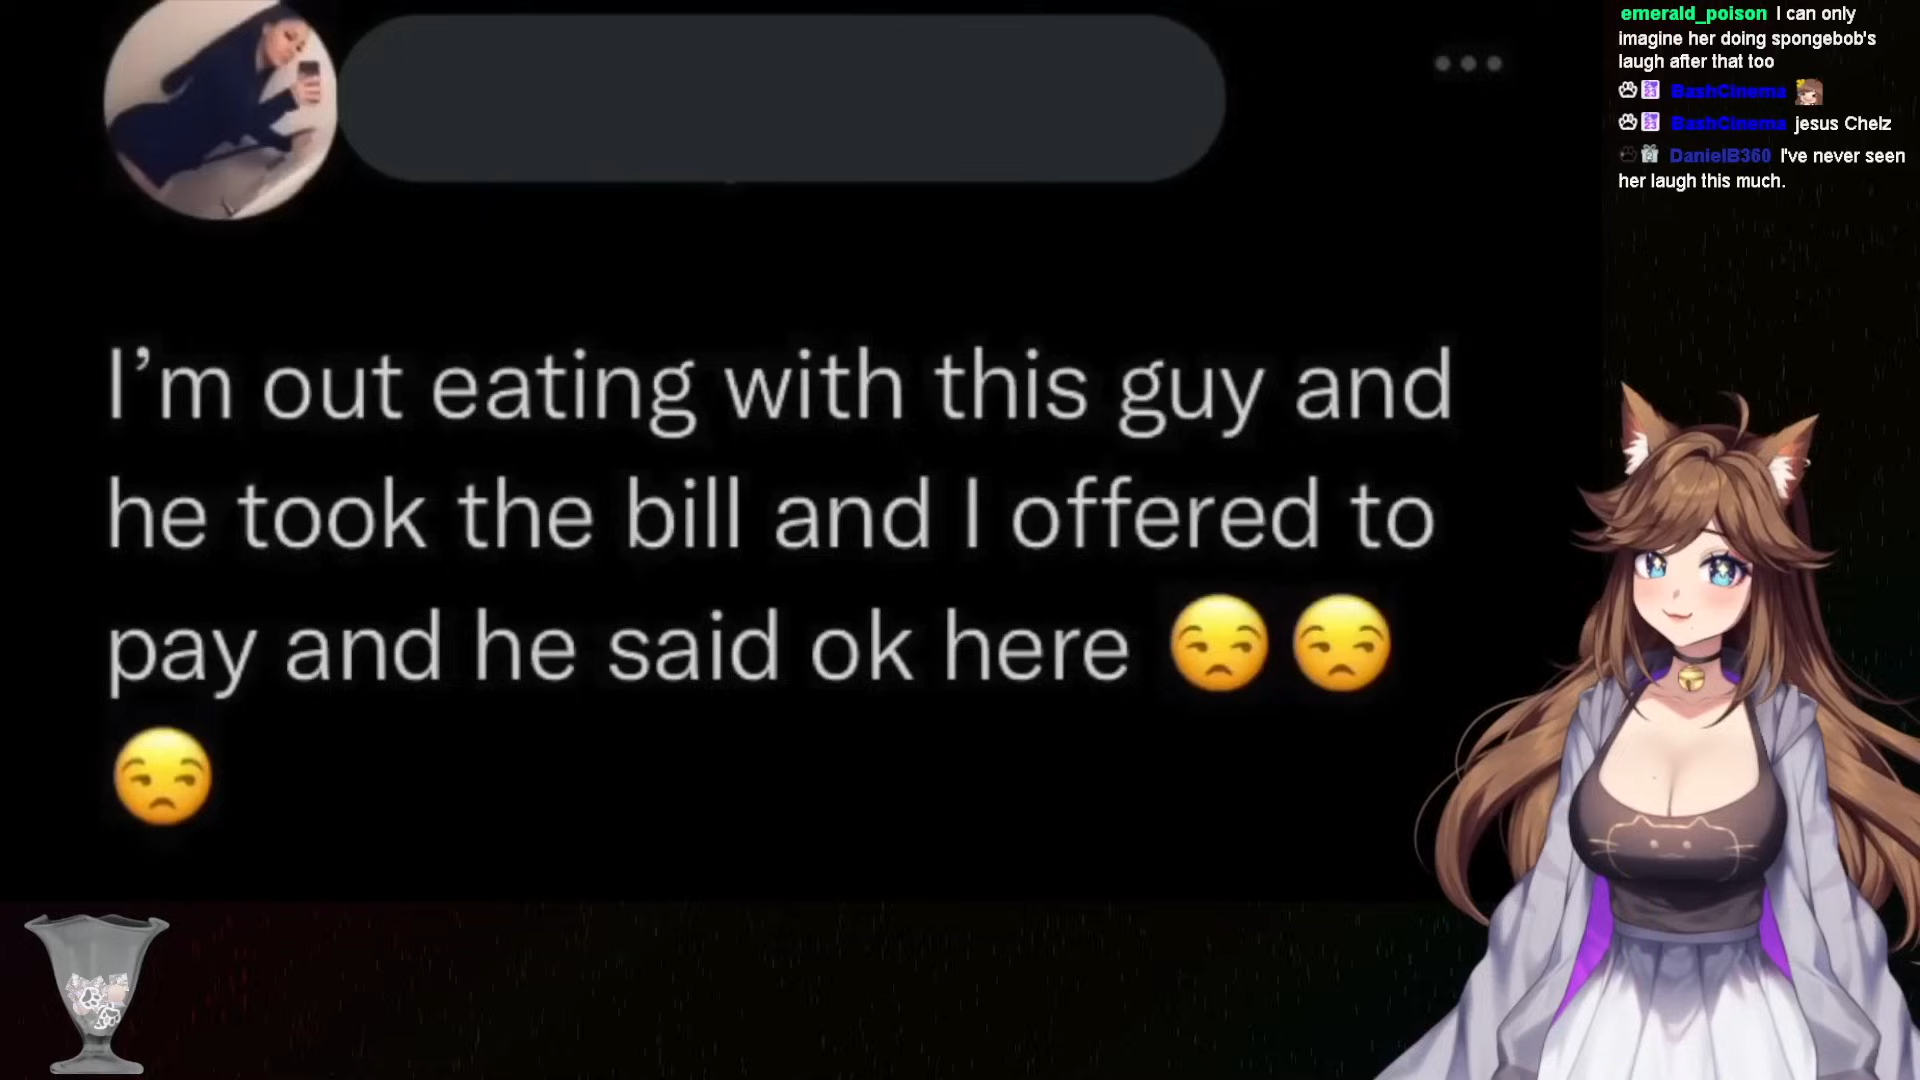 I’m out eating with this guy and
he took the bill and I offered to
pay and he said ok here 😒😒
😒
emerald_poison I can only
imagine her doing spongebob's
laugh after that too
BashCinema
BashCinema jesus Chelz
DanielB360 I've never seen
her laugh this much.